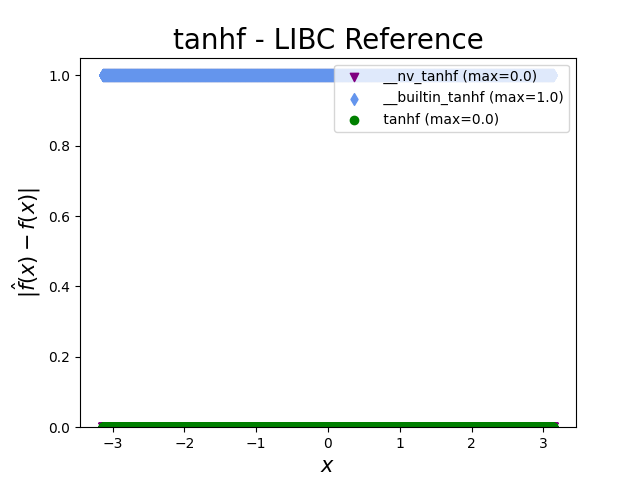 tanhf - LIBC Reference
|f̂(x) − f(x)|
1.0
0.8
0.6
0.4
0.2
0.0
__nv_tanhf (max=0.0)
__builtin_tanhf (max=1.0)
tanhf (max=0.0)
−3 −2 −1 0 1 2 3
x